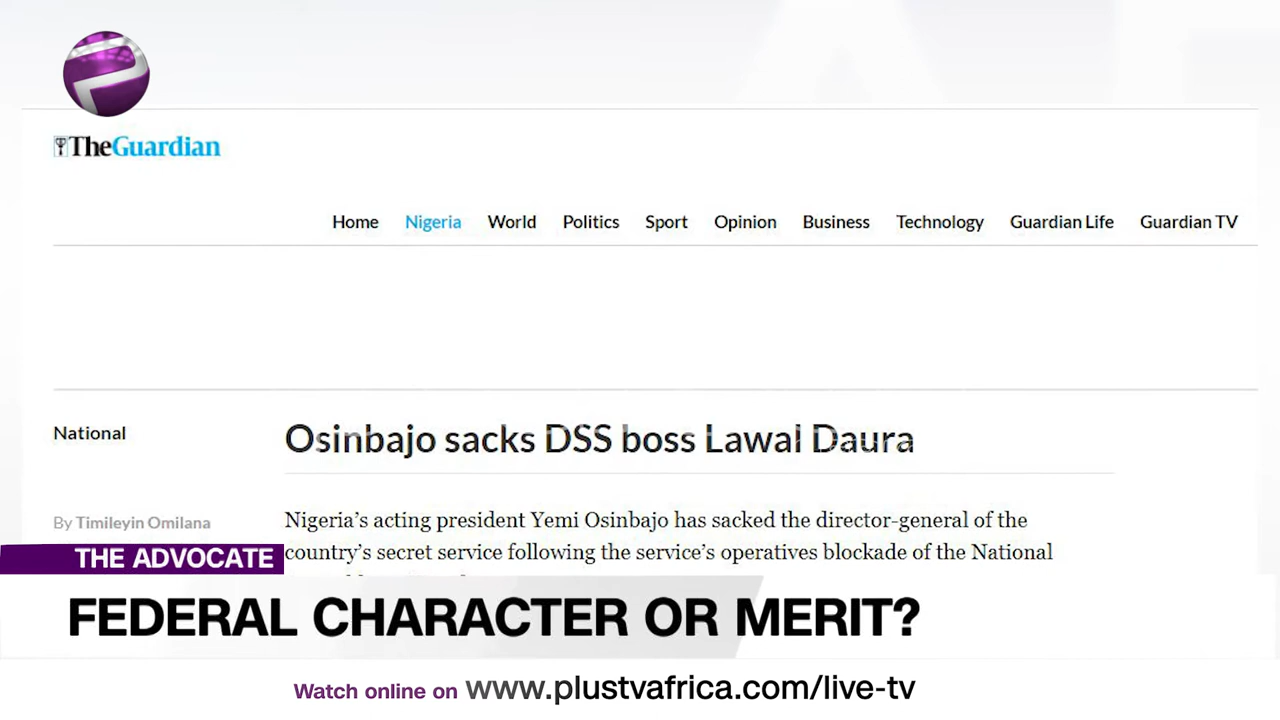 TheGuardian
Home Nigeria World Politics Sport Opinion Business Technology Guardian Life Guardian TV
National
Osinbajo sacks DSS boss Lawal Daura
By Timileyin Omilana
Nigeria's acting president Yemi Osinbajo has sacked the director-general of the
country's secret service following the service's operatives blockade of the National
THE ADVOCATE
FEDERAL CHARACTER OR MERIT?
Watch online on www.plustvafrica.com/live-tv